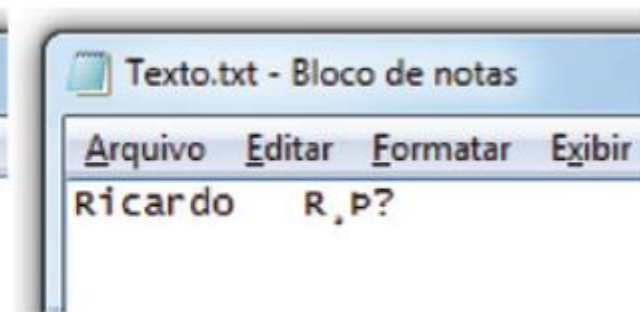 Texto.txt - Bloco de notas
Arquivo Editar Formatar Exibir
Ricardo R¸Þ?